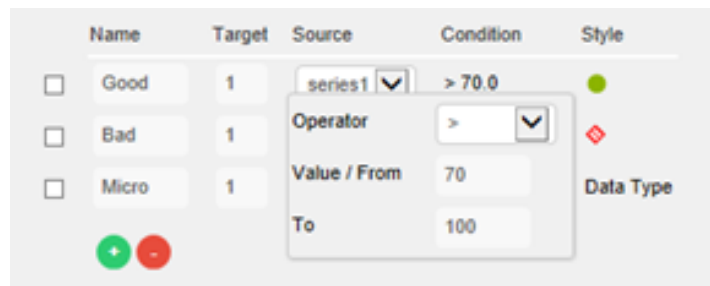 Name Target Source Condition Style
Good 1 series1 > 70.0
Operator >
Bad 1
Value / From 70
Micro 1 Data Type
To 100
+ -